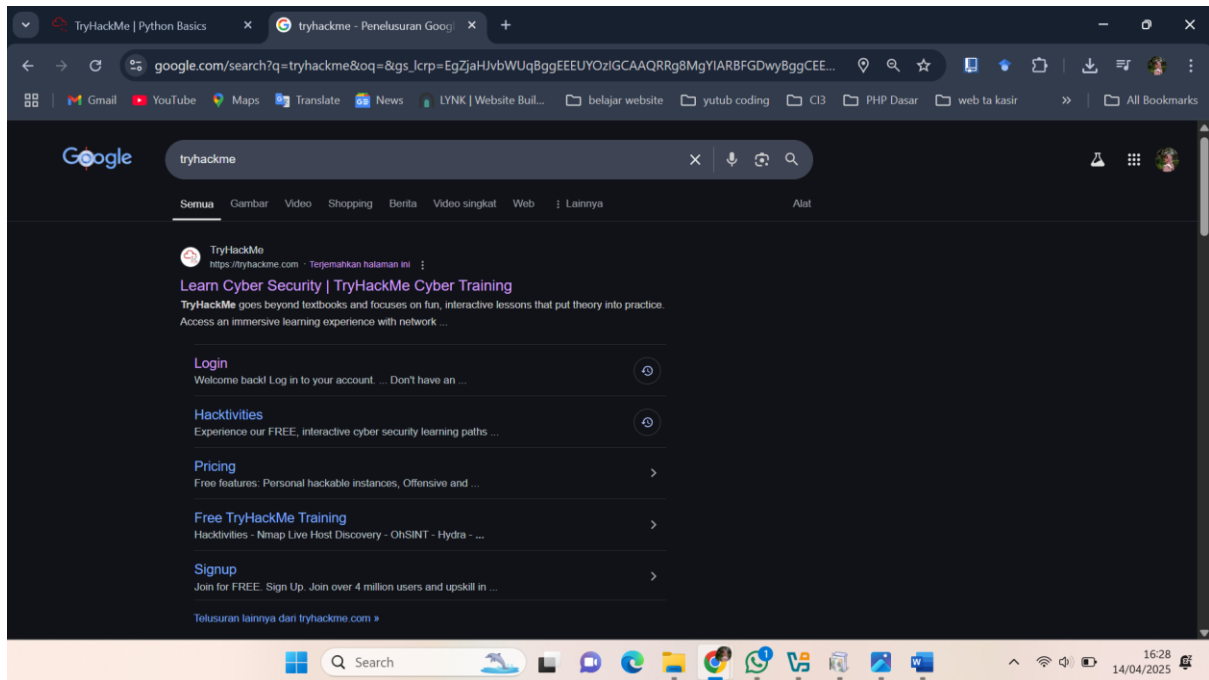 TryHackMe | Python Basics
tryhackme - Penelusuran Googl
google.com/search?q=tryhackme&oq=&gs_lcrp=EgZjaHJvbWUqBggEEEUYOzIGCAAQRRg8MgYIARBFGDwyBggCEE...
Gmail YouTube Maps Translate News LYNK | Website Buil... belajar website yutub coding CI3 PHP Dasar web ta kasir » All Bookmarks
Google
tryhackme
Semua Gambar Video Shopping Berita Video singkat Web Lainnya Alat
TryHackMe
https://tryhackme.com · Terjemahkan halaman ini
Learn Cyber Security | TryHackMe Cyber Training
TryHackMe goes beyond textbooks and focuses on fun, interactive lessons that put theory into practice.
Access an immersive learning experience with network ...
Login
Welcome back! Log in to your account. ... Don't have an ...
Hacktivities
Experience our FREE, interactive cyber security learning paths ...
Pricing
Free features: Personal hackable instances, Offensive and ...
Free TryHackMe Training
Hacktivities - Nmap Live Host Discovery - OhSINT - Hydra - ...
Signup
Join for FREE. Sign Up. Join over 4 million users and upskill in ...
Telusuran lainnya dari tryhackme.com »
Search
1
16:28
14/04/2025